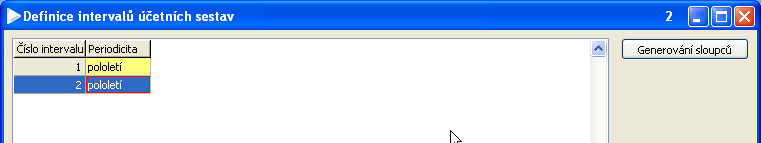 Definice intervalů účetních sestav 2
Číslo intervalu Periodicita
1 pololetí
2 pololetí
Generování sloupců